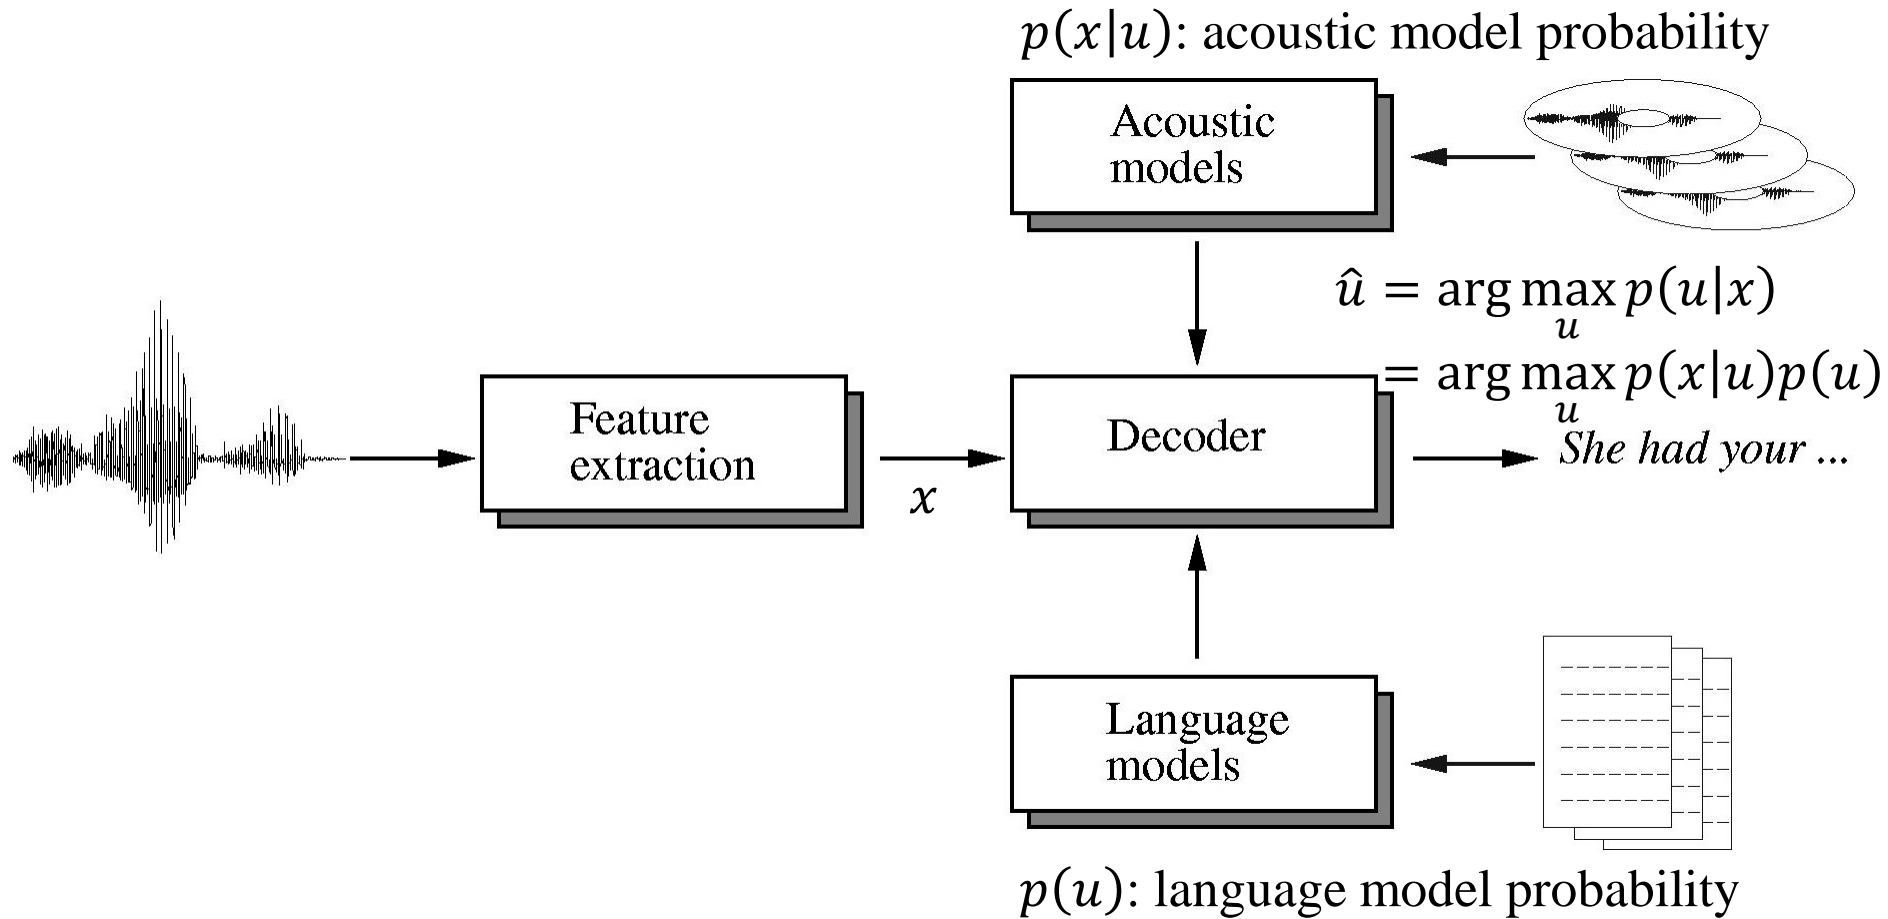 p(x|u): acoustic model probability
Acoustic
models
û = arg max p(u|x)
u
= arg max p(x|u)p(u)
u
Feature
extraction
x
Decoder
She had your ...
Language
models
p(u): language model probability